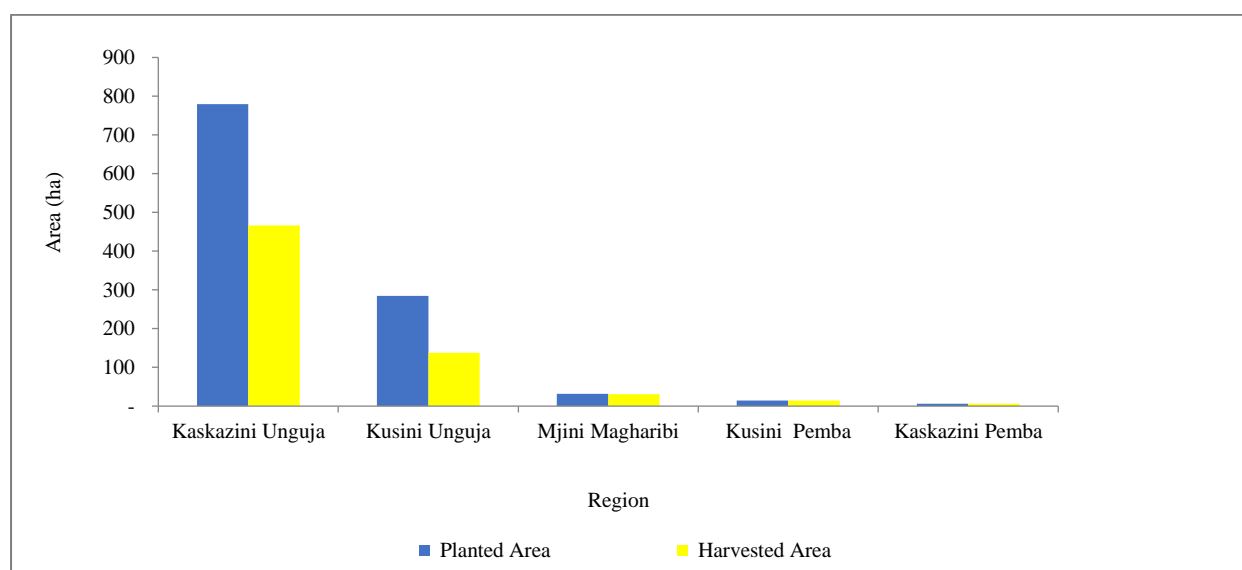 900
800
700
600
500
400
300
200
100
-
Area (ha)
Kaskazini Unguja Kusini Unguja Mjini Magharibi Kusini Pemba Kaskazini Pemba
Region
Planted Area Harvested Area